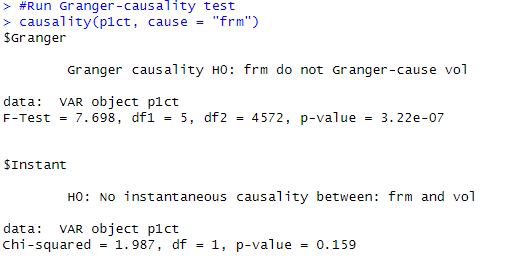 > #Run Granger-causality test
> causality(p1ct, cause = "frm")
$Granger
Granger causality H0: frm do not Granger-cause vol
data:  VAR object p1ct
F-Test = 7.698, df1 = 5, df2 = 4572, p-value = 3.22e-07
$Instant
H0: No instantaneous causality between: frm and vol
data:  VAR object p1ct
Chi-squared = 1.987, df = 1, p-value = 0.159